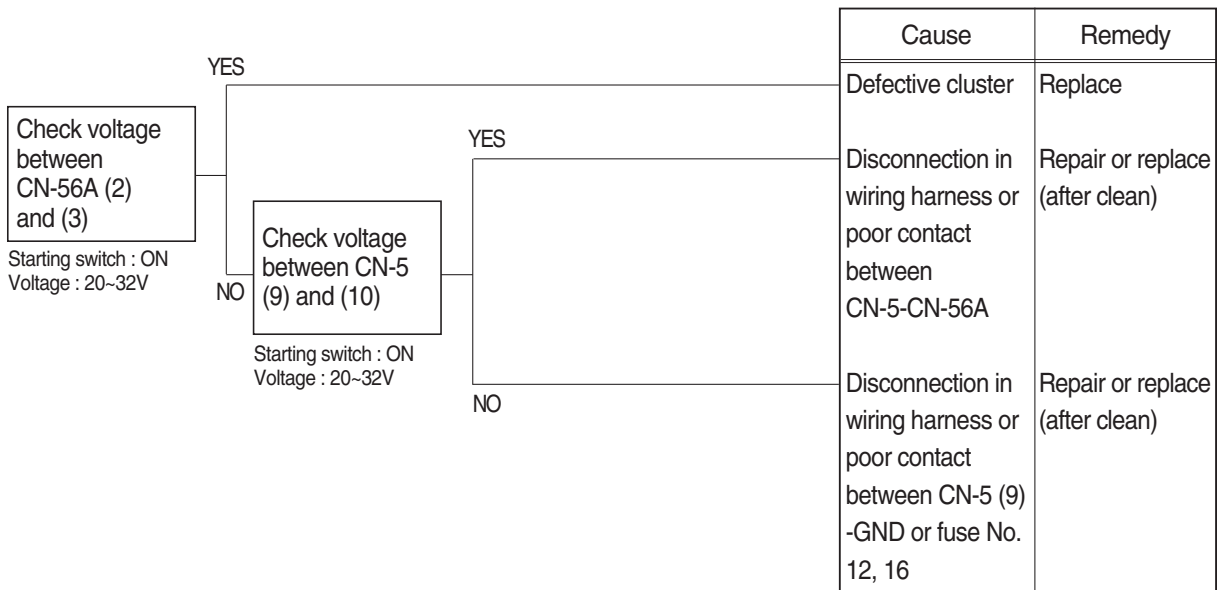 Cause
Remedy
YES
Defective cluster
Replace
Check voltage
between
CN-56A (2)
and (3)
Starting switch : ON
Voltage : 20~32V
YES
Disconnection in
wiring harness or
poor contact
between
CN-5-CN-56A
Repair or replace
(after clean)
NO
Check voltage
between CN-5
(9) and (10)
Starting switch : ON
Voltage : 20~32V
NO
Disconnection in
wiring harness or
poor contact
between CN-5 (9)
-GND or fuse No.
12, 16
Repair or replace
(after clean)